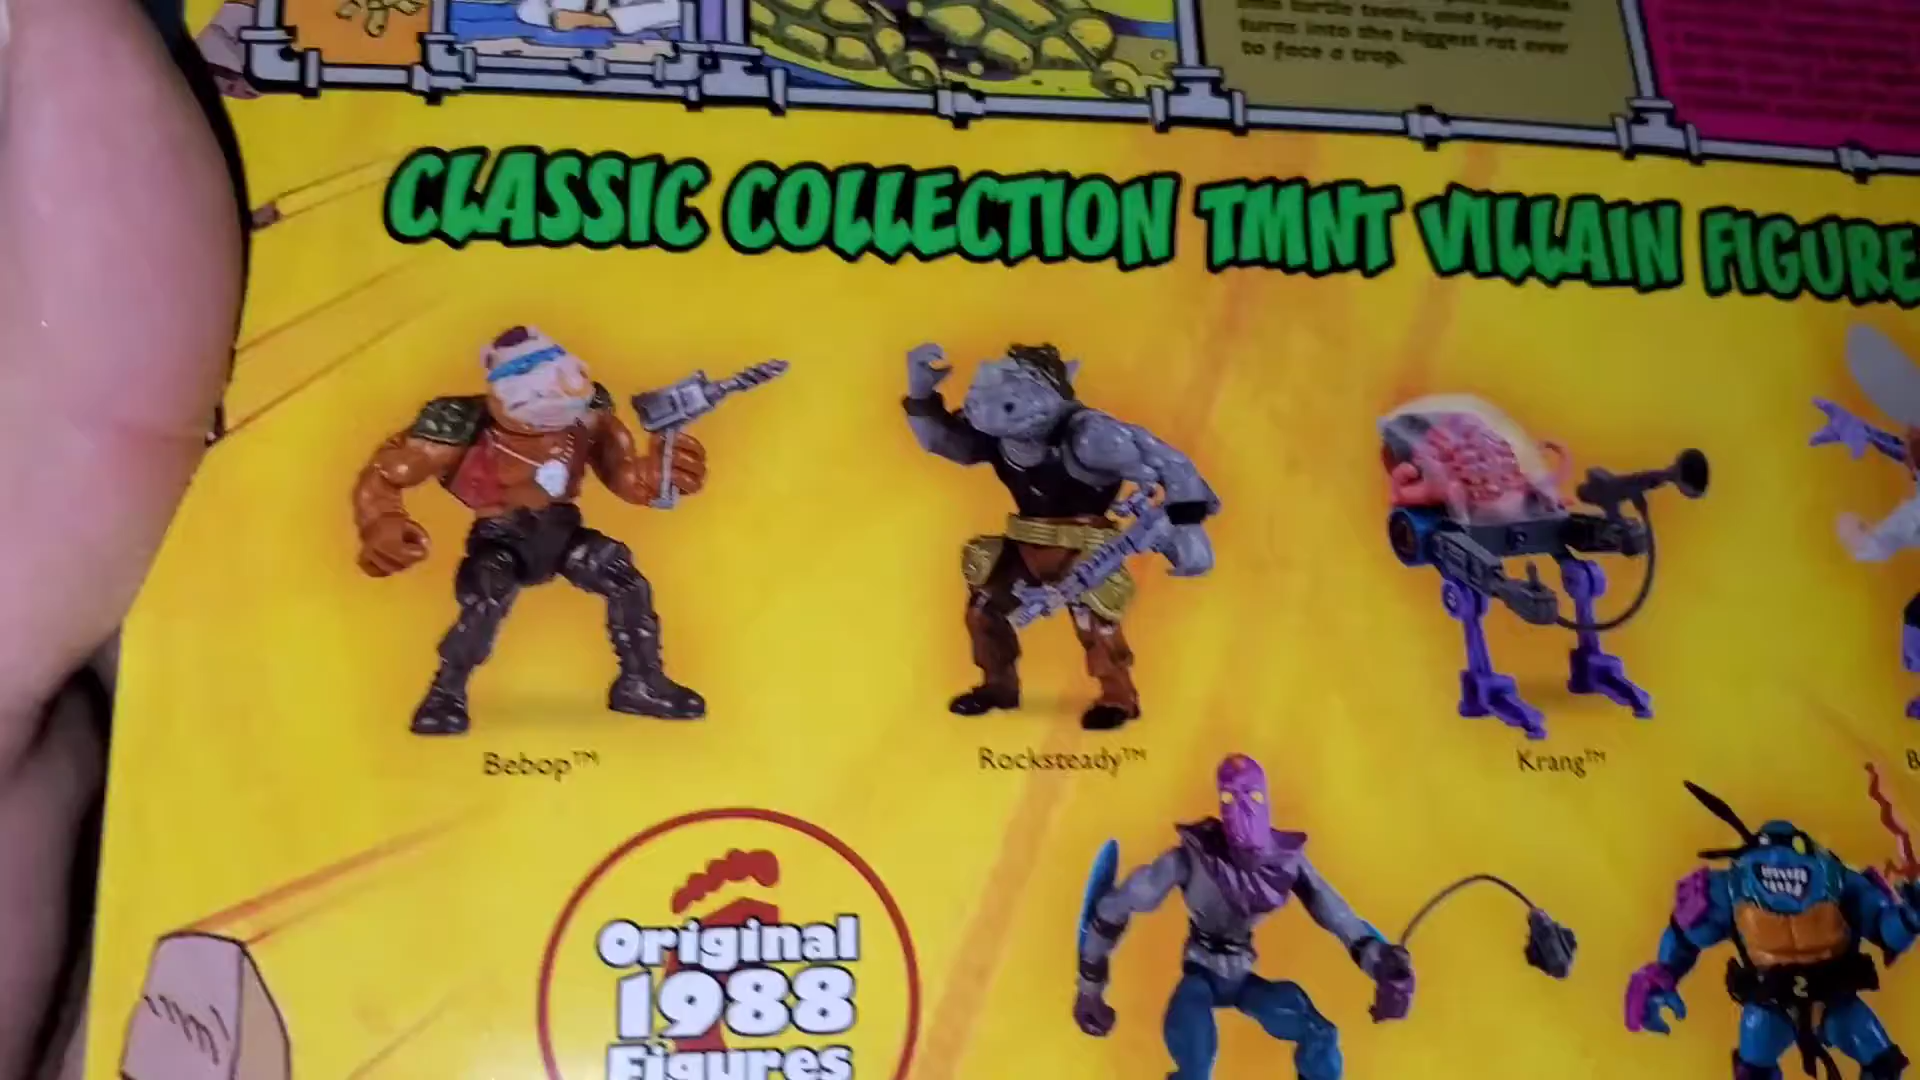 into turtle teens, and Splinter
turns into the biggest rat ever
to face a trap.
CLASSIC COLLECTION TMNT VILLAIN FIGURE
Bebop™
Rocksteady™
Krang™
B
Original
1988
Figures
2